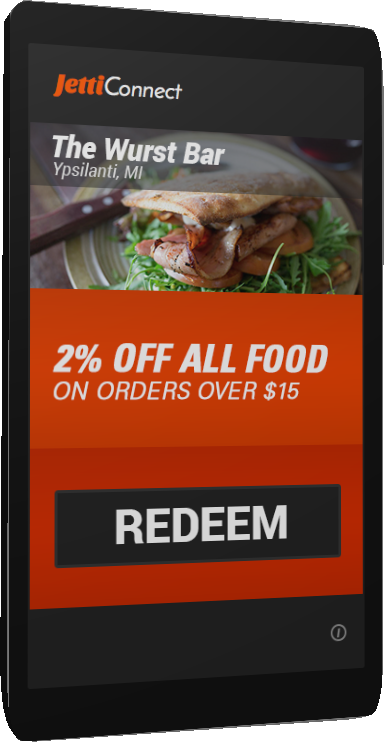 JettiConnect
The Wurst Bar
Ypsilanti, MI
2% OFF ALL FOOD
ON ORDERS OVER $15
REDEEM